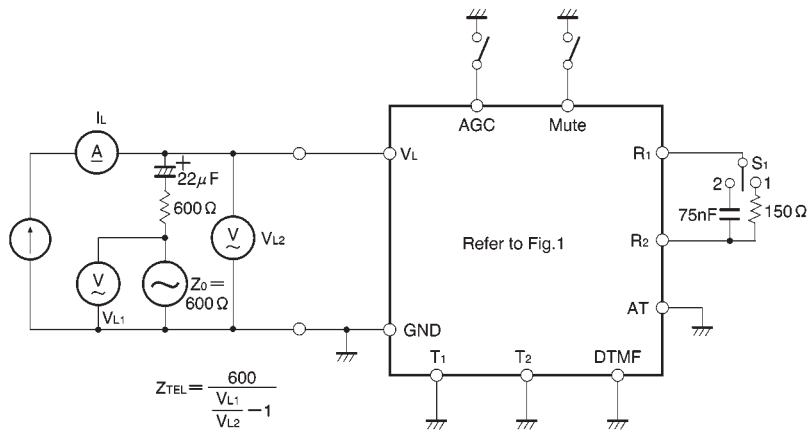 AGC
Mute
IL
A
VL
R1
S1
+
22μF
2
1
600Ω
75nF
150Ω
V
~
VL2
Refer to Fig.1
R2
V
~
Z0=
600Ω
VL1
AT
GND
T1
T2
DTMF
ZTEL= 600
VL1
VL2 −1